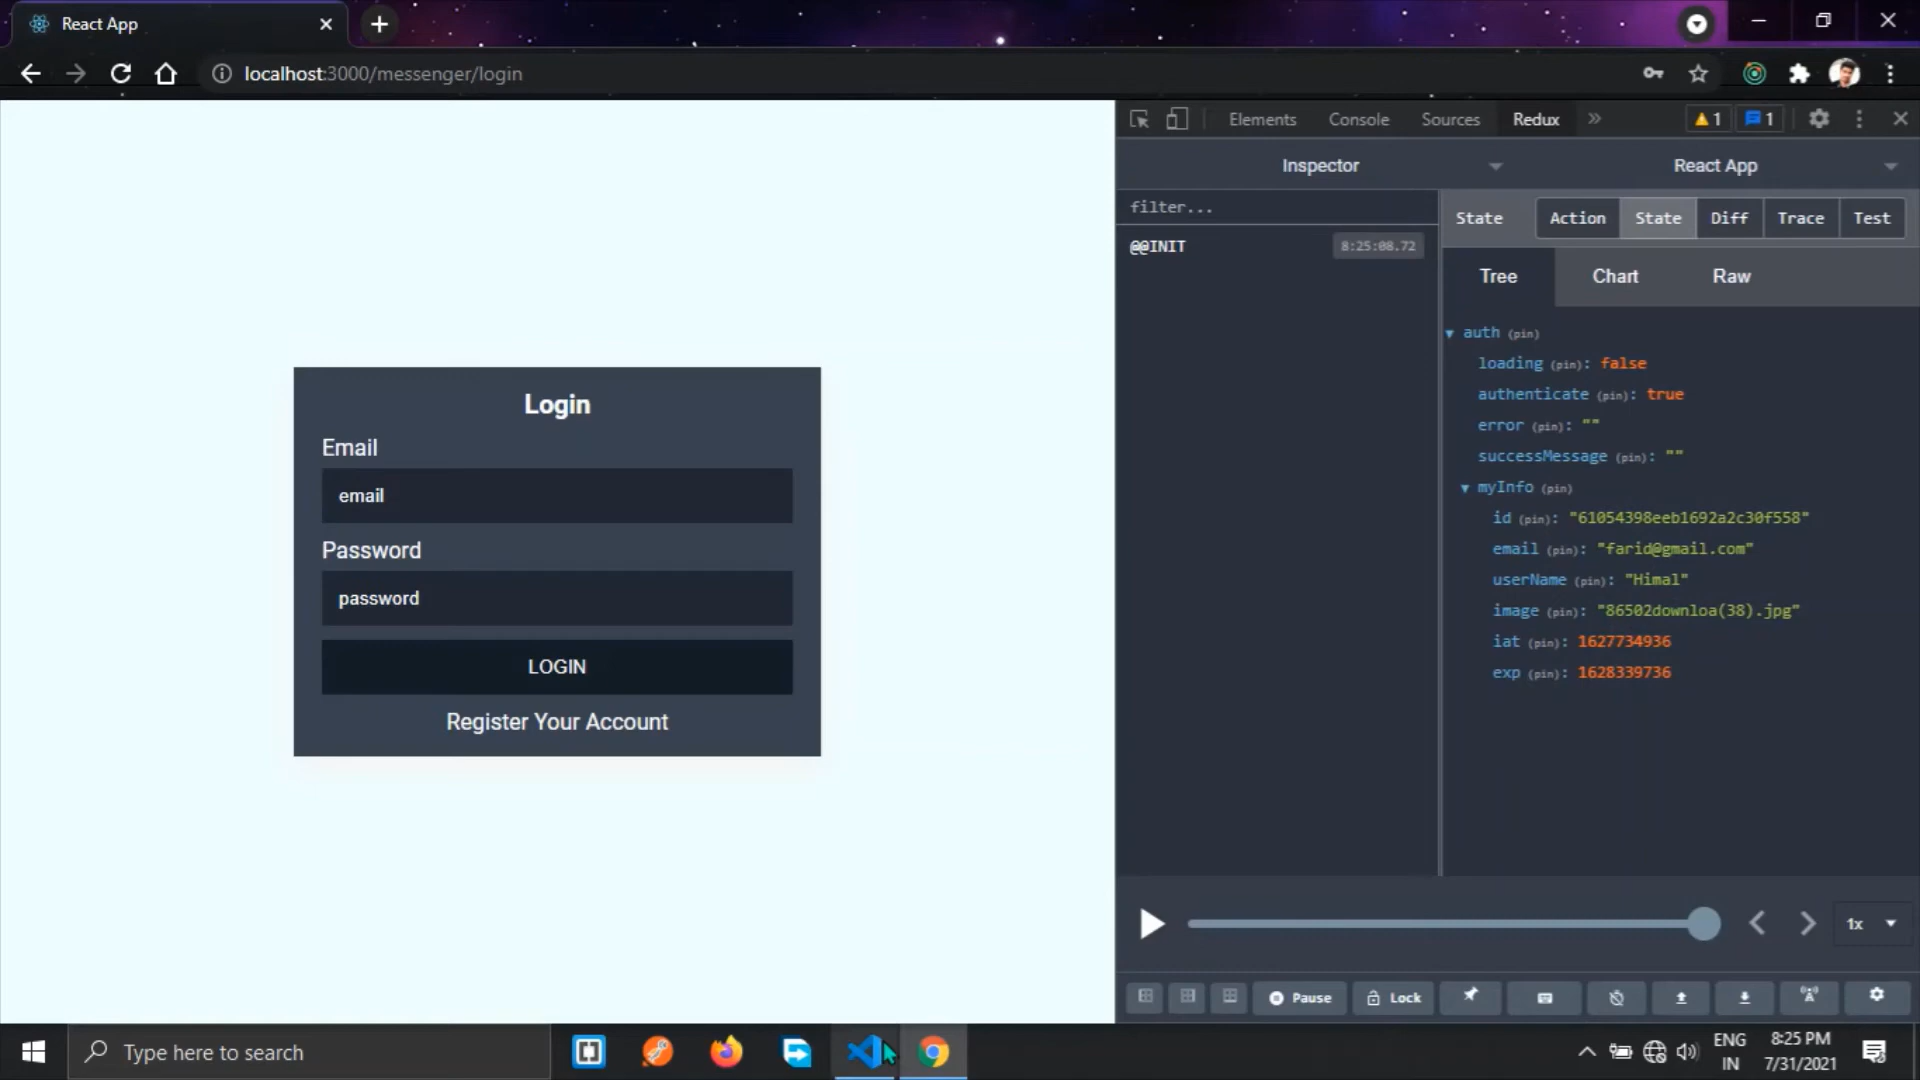 React App
localhost:3000/messenger/login
Elements Console Sources Redux 1 1
Inspector React App
filter...
State Action State Diff Trace Test
@@INIT 8:25:08.72
Tree Chart Raw
auth (pin)
loading (pin): false
authenticate (pin): true
error (pin): ""
successMessage (pin): ""
myInfo (pin)
id (pin): "61054398eeb1692a2c30f558"
email (pin): "farid@gmail.com"
userName (pin): "Himal"
image (pin): "86502downloa(38).jpg"
iat (pin): 1627734936
exp (pin): 1628339736
Login
Email
email
Password
password
LOGIN
Register Your Account
1x
Pause Lock
Type here to search
ENG
IN
8:25 PM
7/31/2021